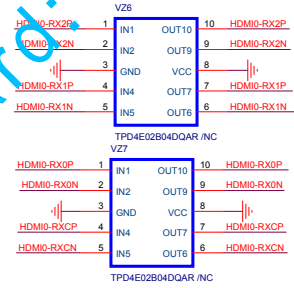 VZ6
HDMI0-RX2P 1 IN1 OUT10 10 HDMI0-RX2P
HDMI0-RX2N 2 IN2 OUT9 9 HDMI0-RX2N
3 GND VCC 8
HDMI0-RX1P 4 IN4 OUT7 7 HDMI0-RX1P
HDMI0-RX1N 5 IN5 OUT6 6 HDMI0-RX1N
TPD4E02B04DQAR /NC
VZ7
HDMI0-RX0P 1 IN1 OUT10 10 HDMI0-RX0P
HDMI0-RX0N 2 IN2 OUT9 9 HDMI0-RX0N
3 GND VCC 8
HDMI0-RXCP 4 IN4 OUT7 7 HDMI0-RXCP
HDMI0-RXCN 5 IN5 OUT6 6 HDMI0-RXCN
TPD4E02B04DQAR /NC